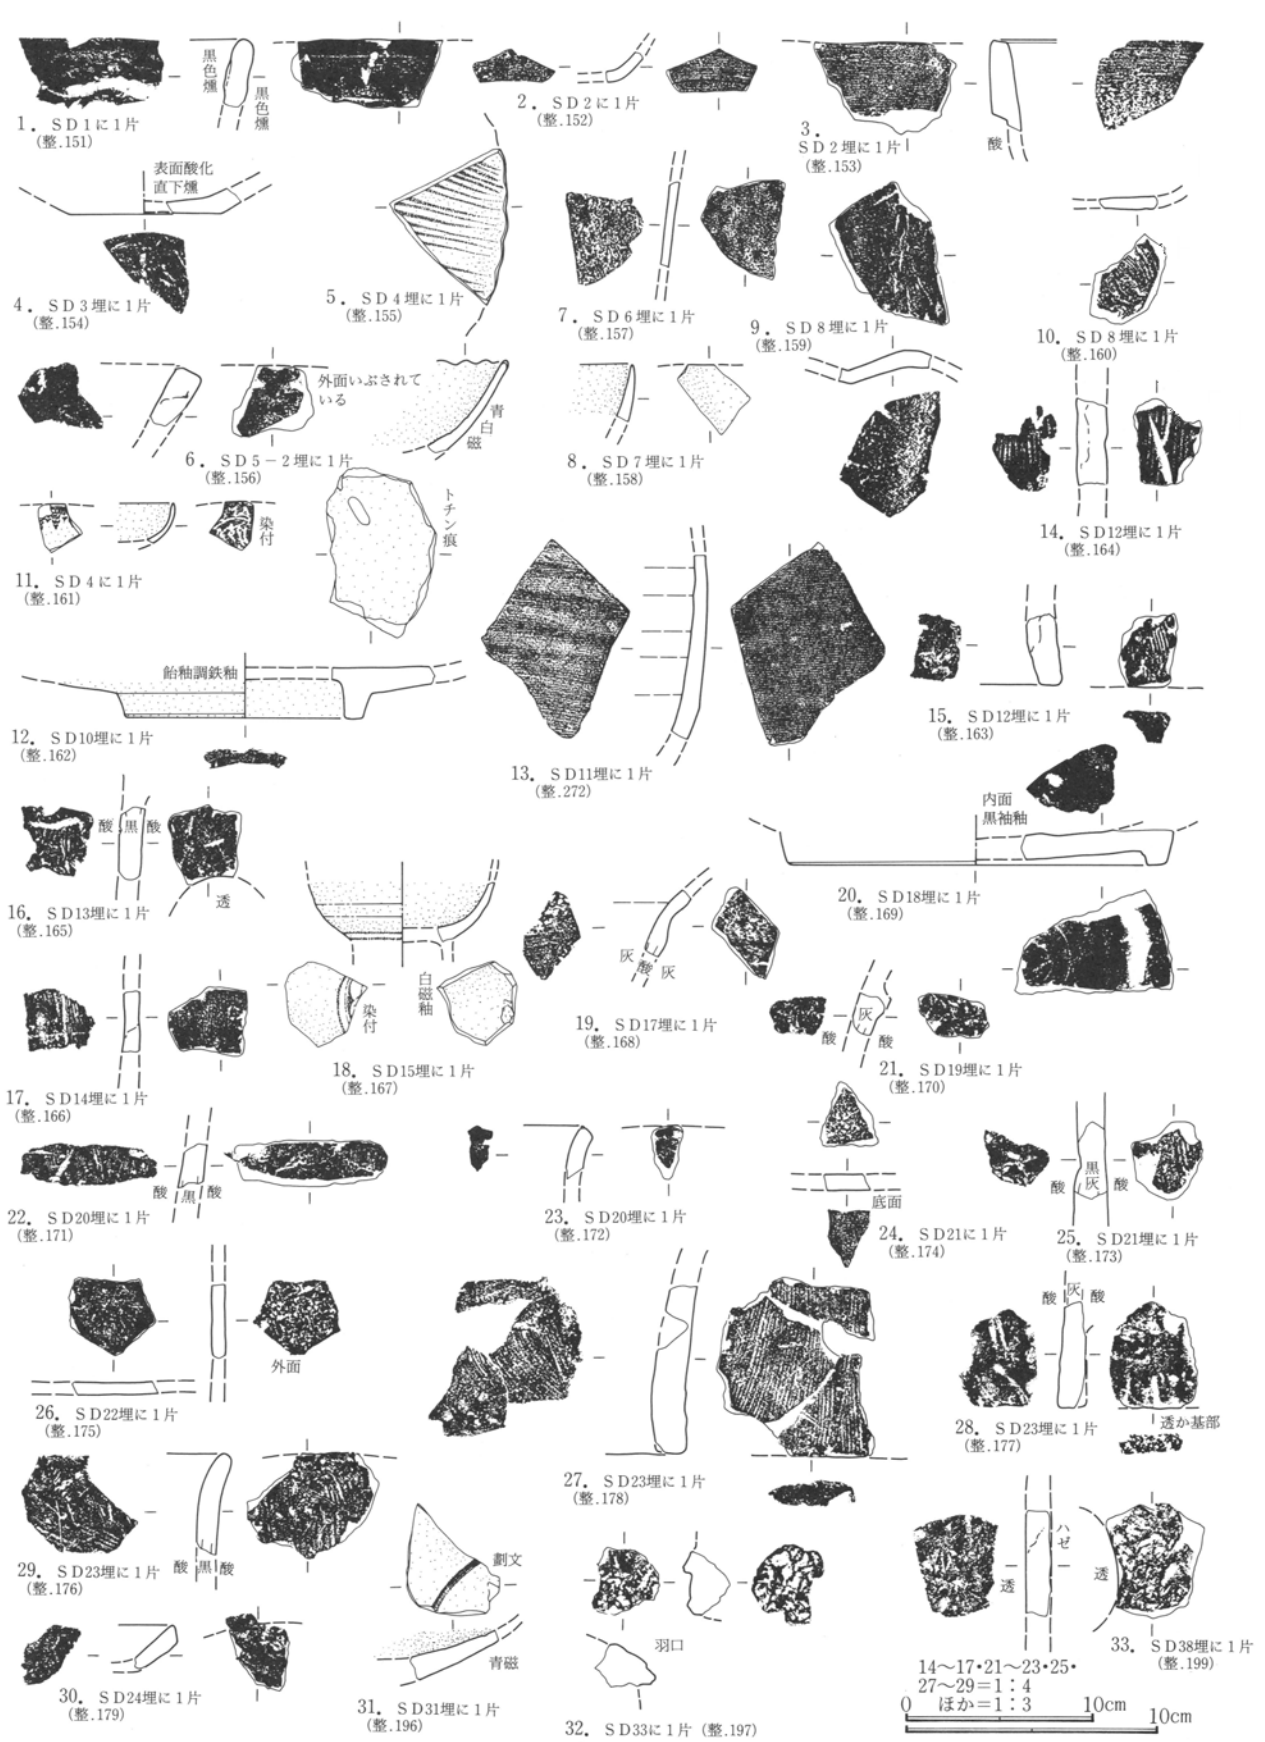 黒色燻
黒色燻
1. SD1に1片
(整.151)
2. SD2に1片
(整.152)
3.
SD2埋に1片
(整.153)
酸
表面酸化
直下燻
4. SD3埋に1片
(整.154)
5. SD4埋に1片
(整.155)
7. SD6埋に1片
(整.157)
9. SD8埋に1片
(整.159)
10. SD8埋に1片
(整.160)
外面いぶされて
いる
6. SD5-2埋に1片
(整.156)
青白磁
8. SD7埋に1片
(整.158)
14. SD12埋に1片
(整.164)
染付
11. SD4に1片
(整.161)
トチン痕
飴釉調鉄釉
12. SD10埋に1片
(整.162)
13. SD11埋に1片
(整.272)
15. SD12埋に1片
(整.163)
酸 黒 酸
透
16. SD13埋に1片
(整.165)
内面
黒袖釉
20. SD18埋に1片
(整.169)
17. SD14埋に1片
(整.166)
染付
白磁釉
18. SD15埋に1片
(整.167)
灰 酸 灰
19. SD17埋に1片
(整.168)
酸 灰 酸
21. SD19埋に1片
(整.170)
酸 黒 酸
22. SD20埋に1片
(整.171)
23. SD20埋に1片
(整.172)
底面
24. SD21に1片
(整.174)
酸 黒灰 酸
25. SD21埋に1片
(整.173)
外面
26. SD22埋に1片
(整.175)
27. SD23埋に1片
(整.178)
酸 灰 酸
28. SD23埋に1片
(整.177)
透か基部
29. SD23埋に1片
(整.176)
酸 黒 酸
30. SD24埋に1片
(整.179)
劃文
青磁
31. SD31埋に1片
(整.196)
羽口
32. SD33に1片(整.197)
透
ハゼ
透
33. SD38埋に1片
(整.199)
14~17・21~23・25・
27~29=1:4
ほか=1:3
0 10cm
10cm